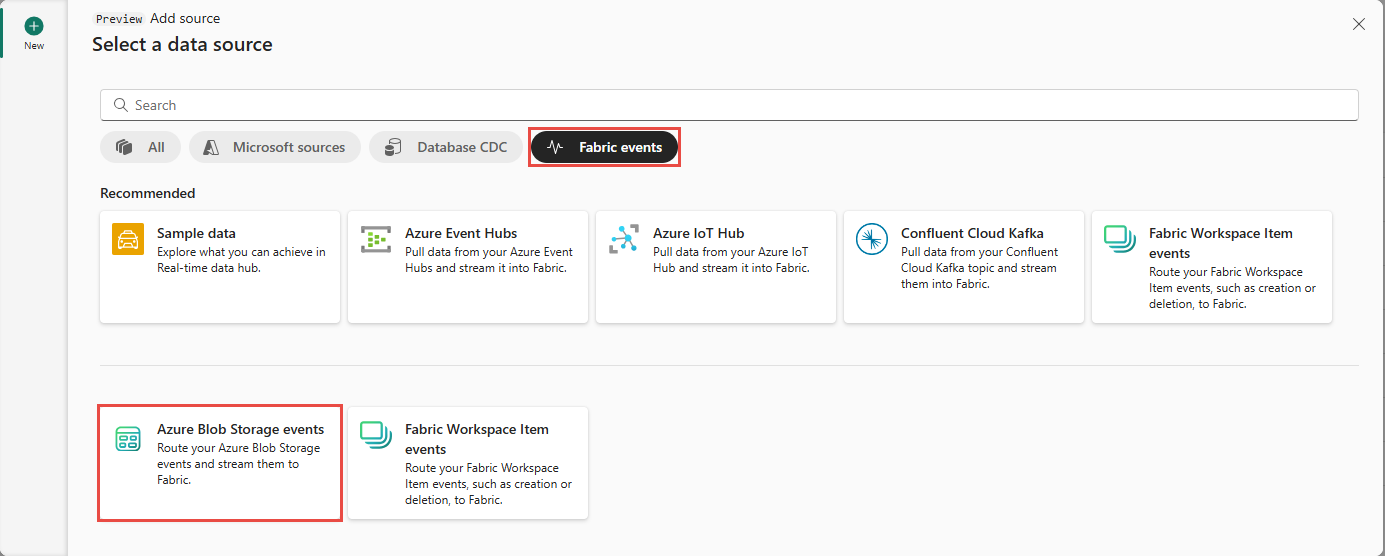 Preview Add source
New
Select a data source
Search
All
Microsoft sources
Database CDC
Fabric events
Recommended
Sample data
Explore what you can achieve in
Real-time data hub.
Azure Event Hubs
Pull data from your Azure Event
Hubs and stream it into Fabric.
Azure IoT Hub
Pull data from your Azure IoT
Hub and stream it into Fabric.
Confluent Cloud Kafka
Pull data from your Confluent
Cloud Kafka topic and stream
them into Fabric.
Fabric Workspace Item
events
Route your Fabric Workspace
Item events, such as creation or
deletion, to Fabric.
Azure Blob Storage events
Route your Azure Blob Storage
events and stream them to
Fabric.
Fabric Workspace Item
events
Route your Fabric Workspace
Item events, such as creation or
deletion, to Fabric.